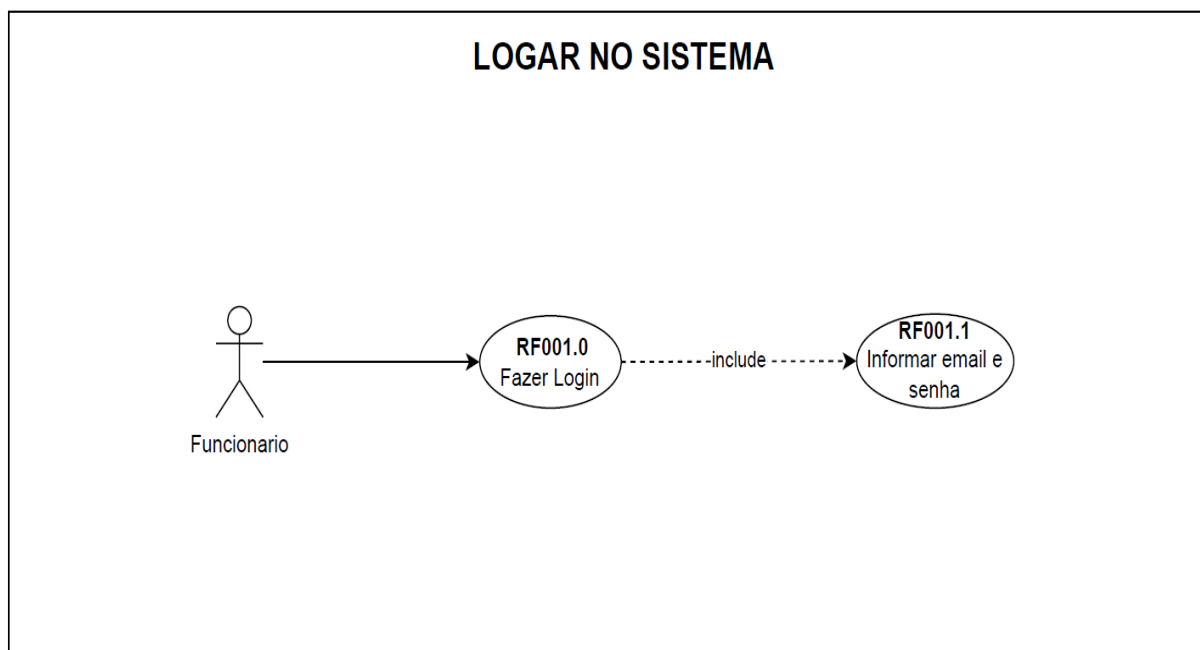 LOGAR NO SISTEMA
RF001.0
Fazer Login
include
RF001.1
Informar email e
senha
Funcionario